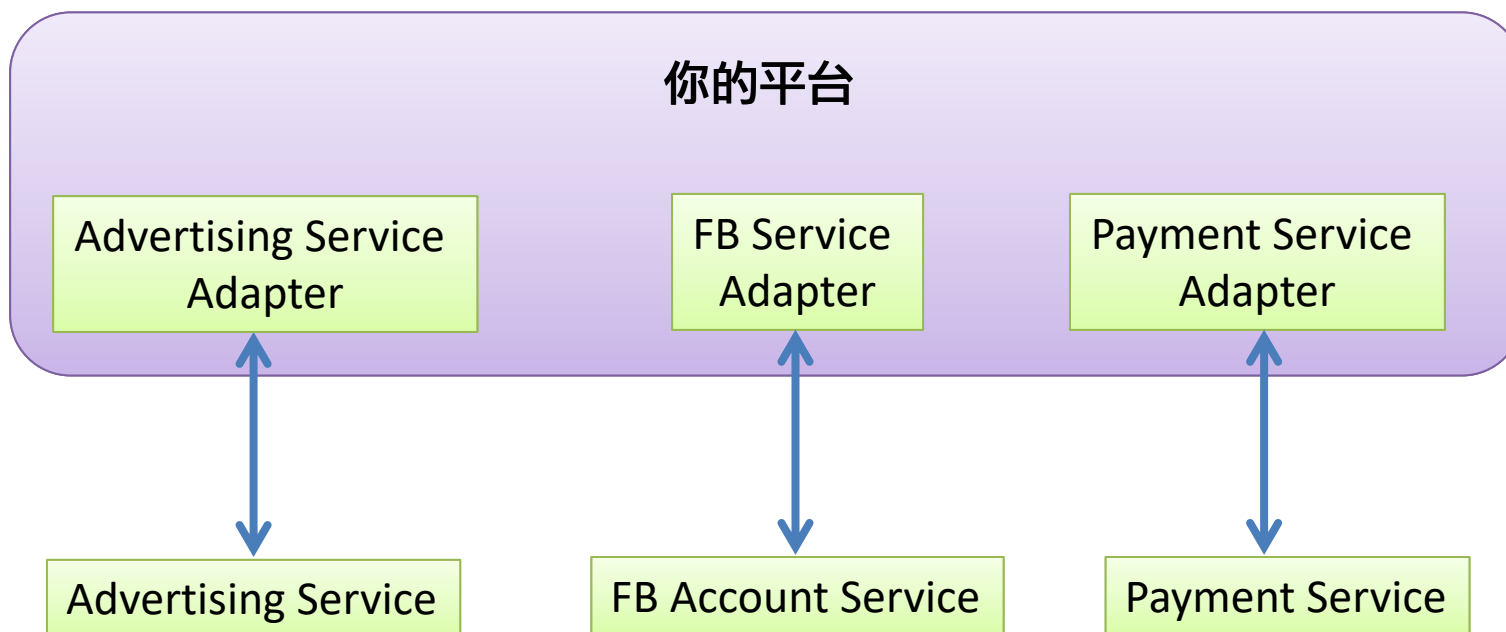 你的平台
Advertising Service
Adapter
FB Service
Adapter
Payment Service
Adapter
Advertising Service
FB Account Service
Payment Service